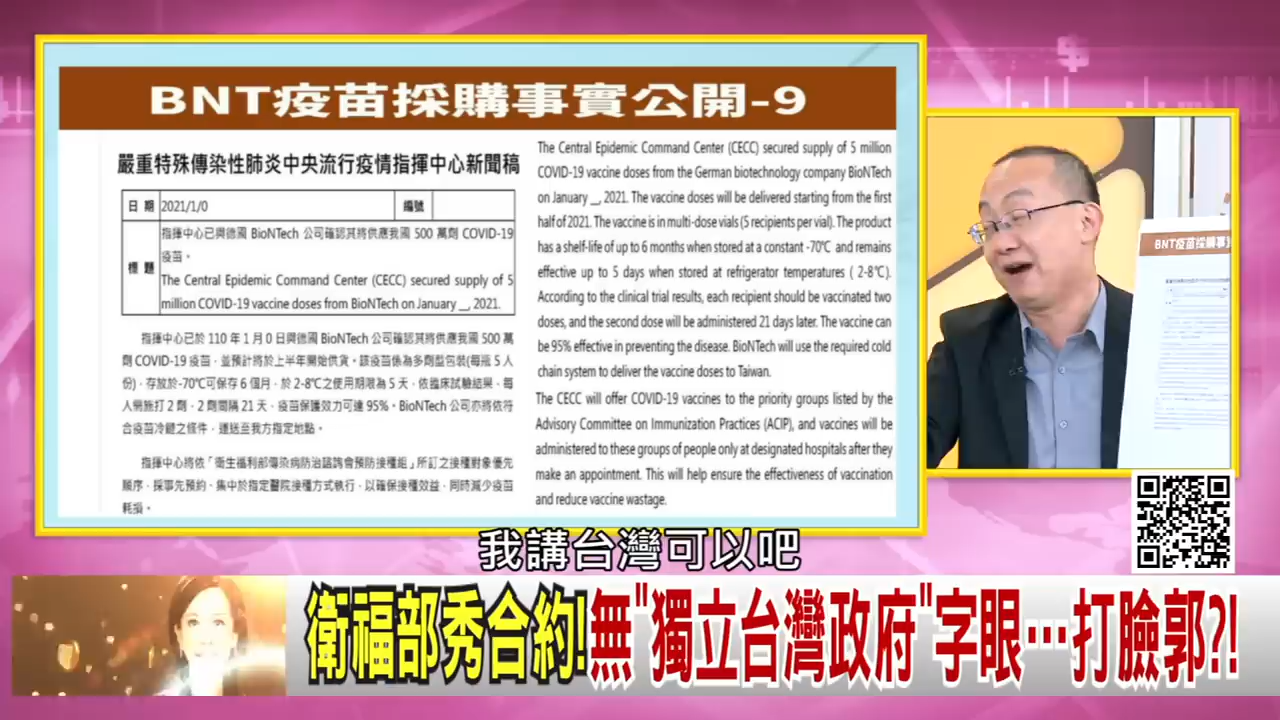 BNT疫苗採購事實公開-9
嚴重特殊傳染性肺炎中央流行疫情指揮中心新聞稿
日 期 2021/1/0 編號
標 題 指揮中心已與德國 BioNTech 公司確認其將供應我國 500 萬劑 COVID-19
疫苗。
The Central Epidemic Command Center (CECC) secured supply of 5
million COVID-19 vaccine doses from BioNTech on January __, 2021.
指揮中心已於 110 年 1 月 0 日與德國 BioNTech 公司確認其將供應我國 500 萬
劑 COVID-19 疫苗，並預計將於上半年開始供貨。該疫苗係為多劑型包裝(每瓶 5 人
份)，存放於-70℃可保存 6 個月，於 2-8℃之使用期限為 5 天，依臨床試驗結果，每
人需施打 2 劑，2 劑間隔 21 天，疫苗保護效力可達 95%。BioNTech 公司亦將依符
合疫苗冷鏈之條件，運送至我方指定地點。
指揮中心將依「衛生福利部傳染病防治諮詢會預防接種組」所訂之接種對象優先
順序，採事先預約、集中於指定醫院接種方式執行，以確保接種效益，同時減少疫苗
耗損。
The Central Epidemic Command Center (CECC) secured supply of 5 million
COVID-19 vaccine doses from the German biotechnology company BioNTech
on January __, 2021. The vaccine doses will be delivered starting from the first
half of 2021. The vaccine is in multi-dose vials (5 recipients per vial). The product
has a shelf-life of up to 6 months when stored at a constant -70℃ and remains
effective up to 5 days when stored at refrigerator temperatures ( 2-8℃).
According to the clinical trial results, each recipient should be vaccinated two
doses, and the second dose will be administered 21 days later. The vaccine can
be 95% effective in preventing the disease. BioNTech will use the required cold
chain system to deliver the vaccine doses to Taiwan.
The CECC will offer COVID-19 vaccines to the priority groups listed by the
Advisory Committee on Immunization Practices (ACIP), and vaccines will be
administered to these groups of people only at designated hospitals after they
make an appointment. This will help ensure the effectiveness of vaccination
and reduce vaccine wastage.
BNT疫苗採購事實
我講台灣可以吧
衛福部秀合約!無"獨立台灣政府"字眼…打臉郭?!